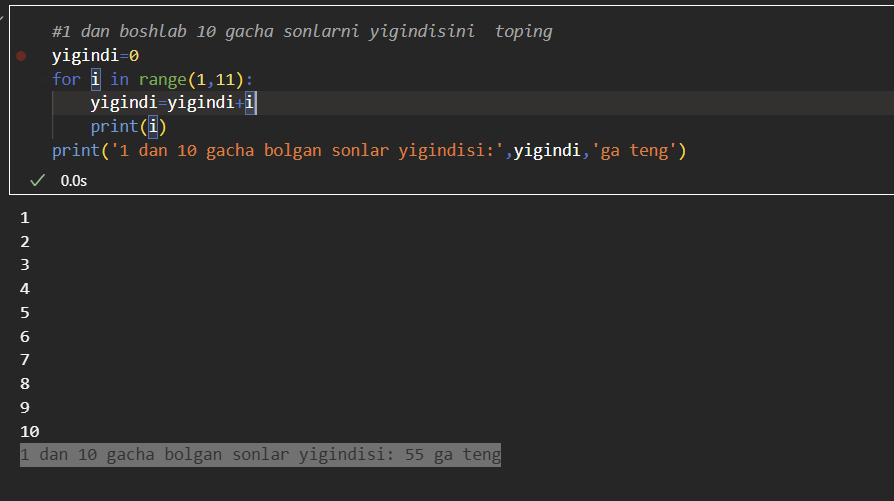 #1 dan boshlab 10 gacha sonlarni yigindisini  toping
yigindi=0
for i in range(1,11):
    yigindi=yigindi+i
    print(i)
print('1 dan 10 gacha bolgan sonlar yigindisi:',yigindi,'ga teng')
0.0s
1
2
3
4
5
6
7
8
9
10
1 dan 10 gacha bolgan sonlar yigindisi: 55 ga teng